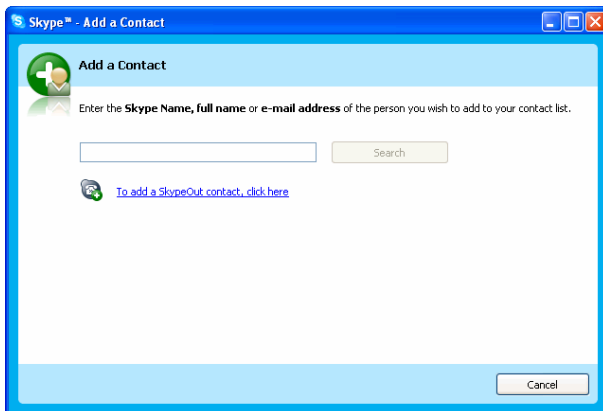 Skype™ - Add a Contact
Add a Contact
Enter the Skype Name, full name or e-mail address of the person you wish to add to your contact list.
Search
To add a SkypeOut contact, click here
Cancel